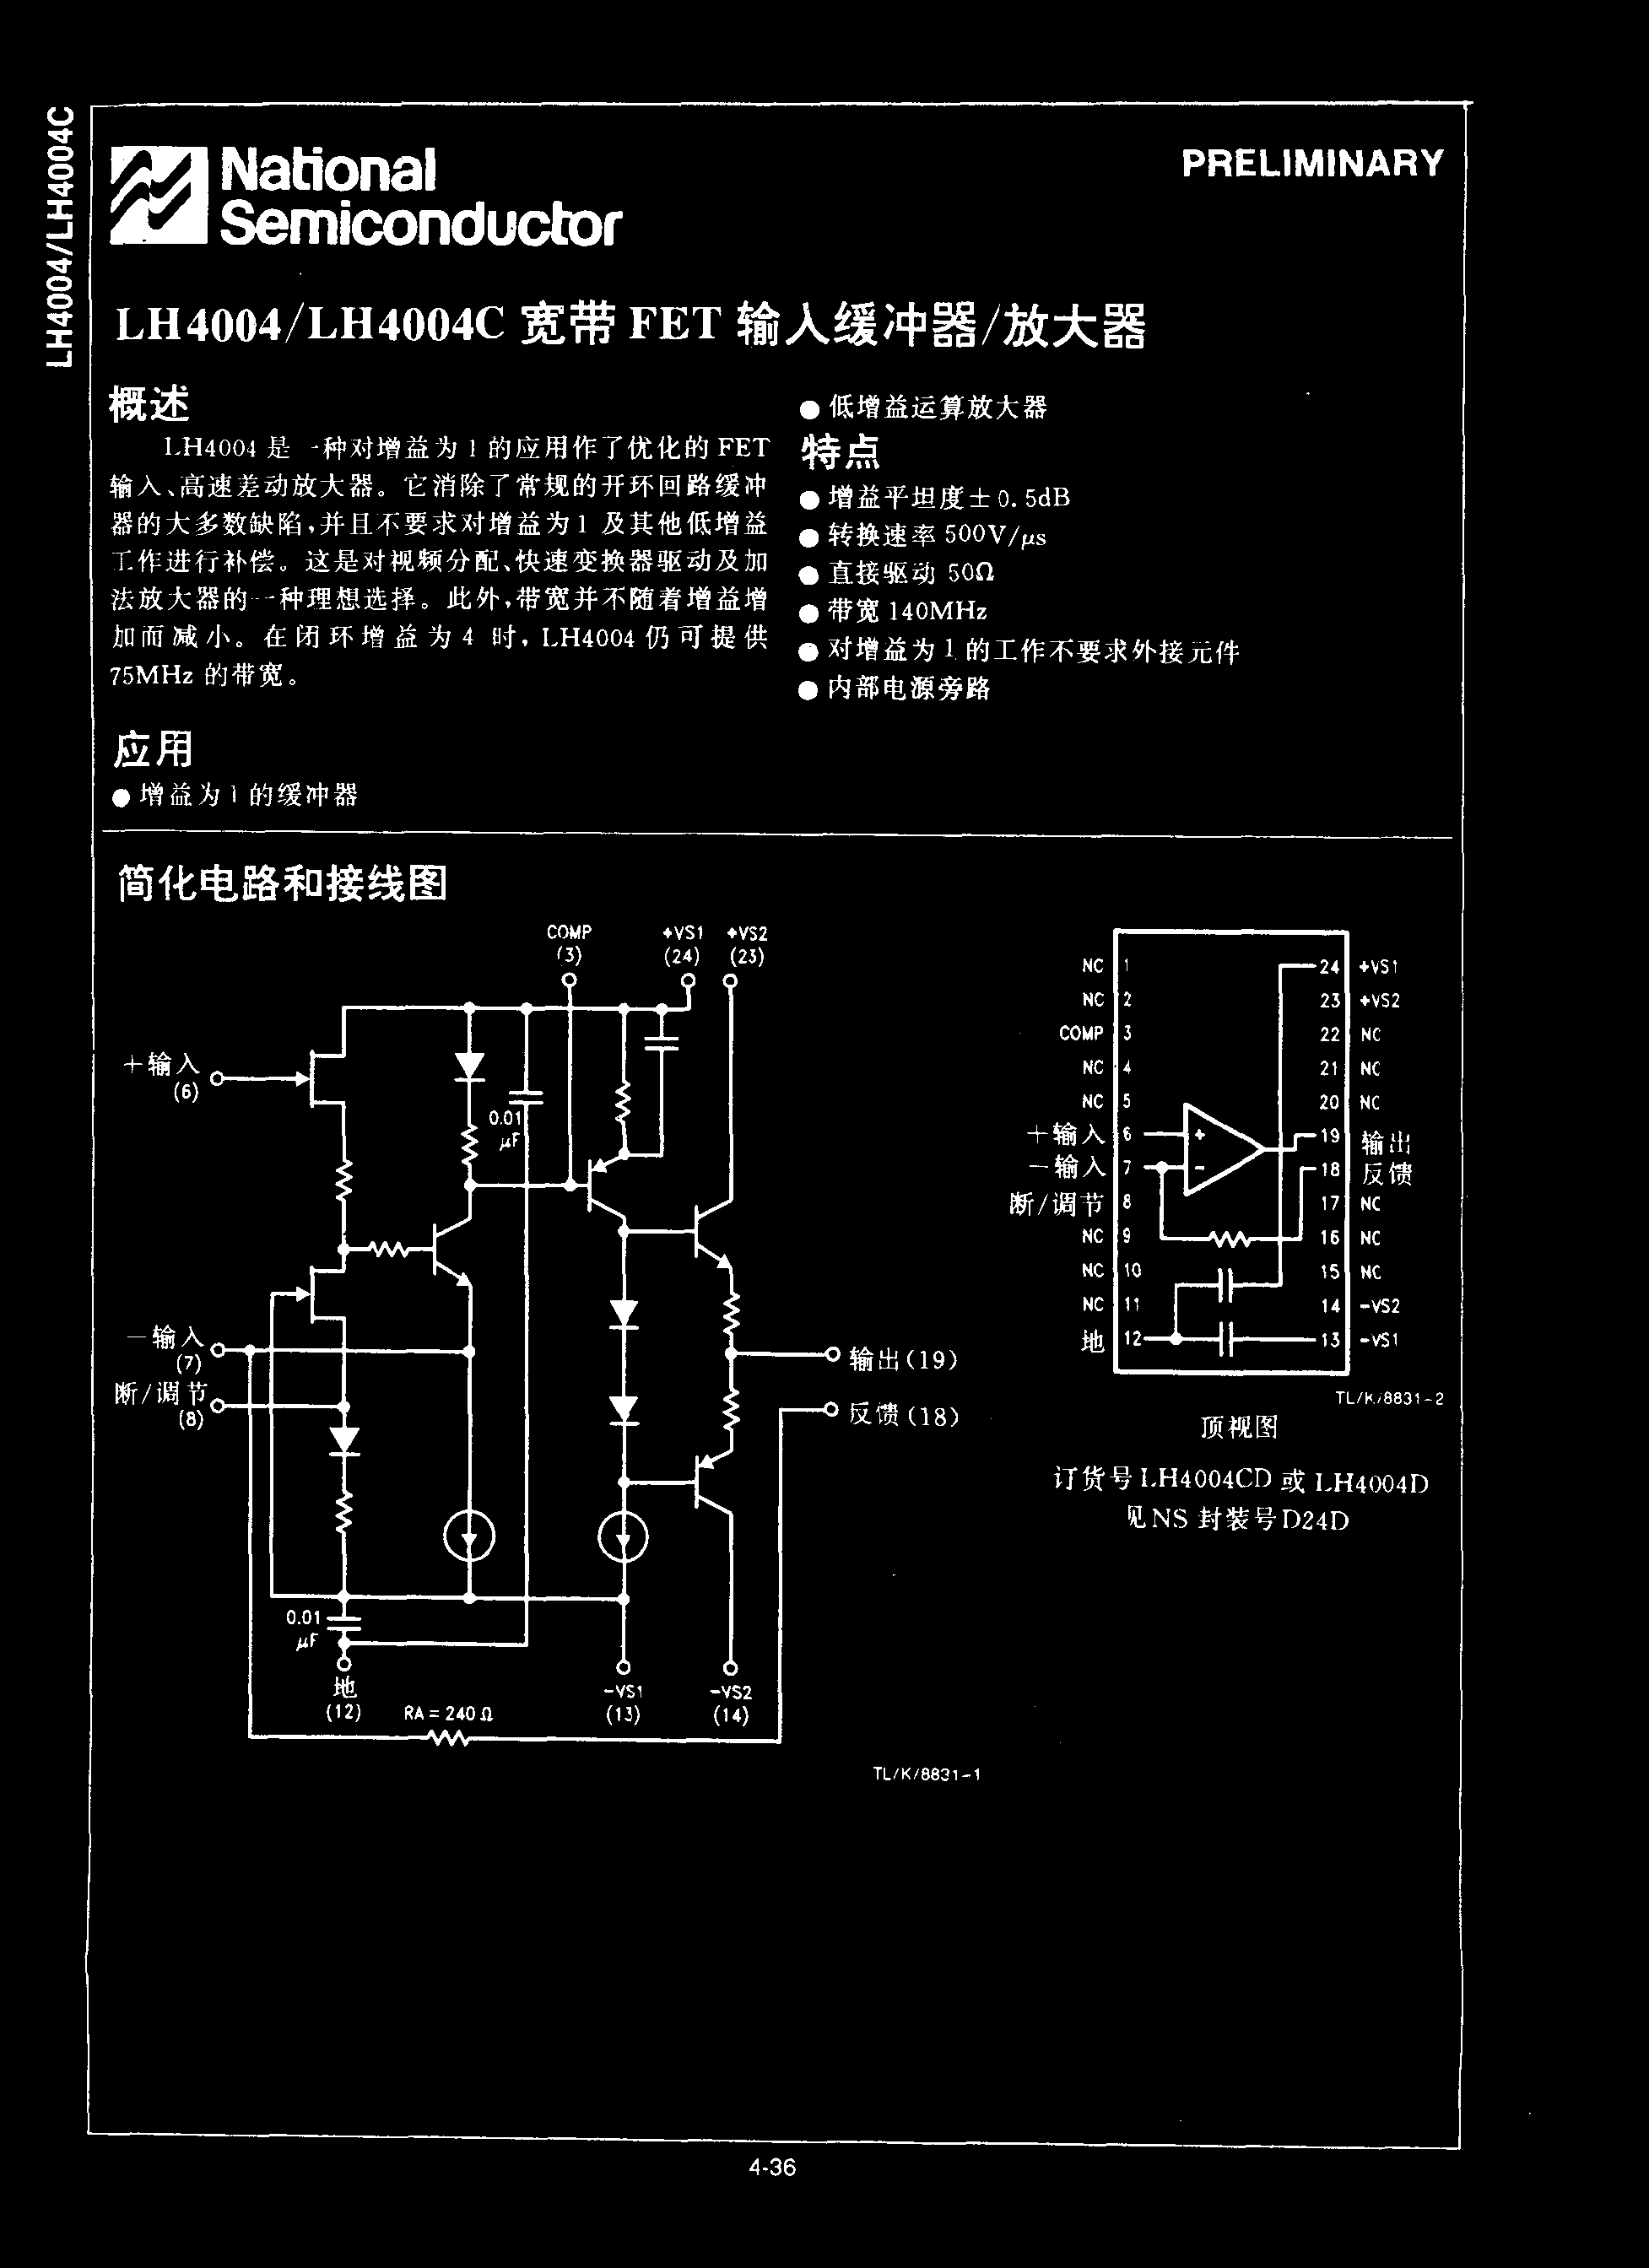 LH4004/LH4004C
National
Semiconductor
PRELIMINARY
LH4004/LH4004C 宽带 FET 输入缓冲器/放大器
概述
LH4004 是一种对增益为 1 的应用作了优化的 FET
输入、高速差动放大器。它消除了常规的开环回路缓冲
器的大多数缺陷,并且不要求对增益为 1 及其他低增益
工作进行补偿。这是对视频分配、快速变换器驱动及加
法放大器的一种理想选择。此外,带宽并不随着增益增
加而减小。在闭环增益为 4 时, LH4004 仍可提供
75MHz 的带宽。
应用
● 增益为 1 的缓冲器
● 低增益运算放大器
特点
● 增益平坦度±0.5dB
● 转换速率 500V/μs
● 直接驱动 50Ω
● 带宽 140MHz
● 对增益为 1 的工作不要求外接元件
● 内部电源旁路
简化电路和接线图
COMP
(3)
+VS1
(24)
+VS2
(23)
+输入
(6)
0.01
μF
-输入
(7)
断/调节
(8)
输出(19)
反馈(18)
0.01
μF
地
(12)
RA = 240 Ω
-VS1
(13)
-VS2
(14)
TL/K/8831-1
NC 1 24 +VS1
NC 2 23 +VS2
COMP 3 22 NC
NC 4 21 NC
NC 5 20 NC
+输入 6 + 19 输出
-输入 7 - 18 反馈
断/调节 8 17 NC
NC 9 16 NC
NC 10 15 NC
NC 11 14 -VS2
地 12 13 -VS1
TL/K/8831-2
顶视图
订货号 LH4004CD 或 LH4004D
见 NS 封装号 D24D
4-36